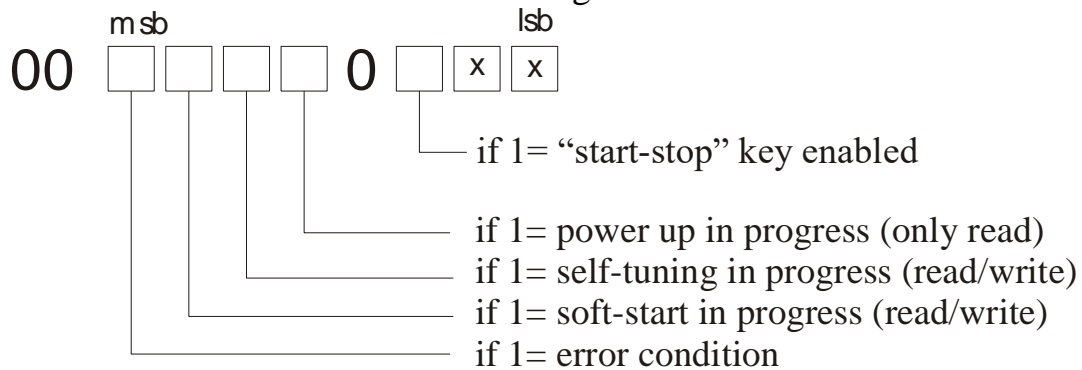 msb lsb
00 0 x x
if 1= “start-stop” key enabled
if 1= power up in progress (only read)
if 1= self-tuning in progress (read/write)
if 1= soft-start in progress (read/write)
if 1= error condition